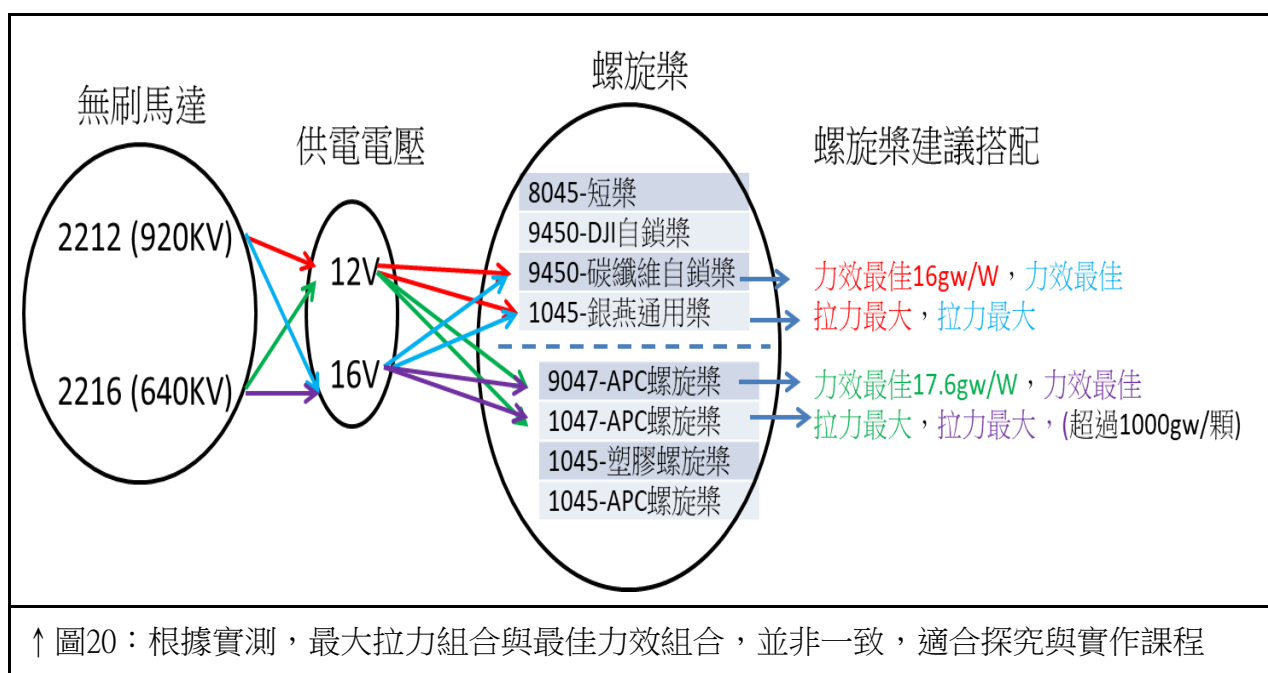 無刷馬達
2212 (920KV)
2216 (640KV)
供電電壓
12V
16V
螺旋槳
8045-短槳
9450-DJI自鎖槳
9450-碳纖維自鎖槳
1045-銀燕通用槳
9047-APC螺旋槳
1047-APC螺旋槳
1045-塑膠螺旋槳
1045-APC螺旋槳
螺旋槳建議搭配
力效最佳16gw/W，力效最佳
拉力最大，拉力最大
力效最佳17.6gw/W，力效最佳
拉力最大，拉力最大，(超過1000gw/顆)
↑圖20：根據實測，最大拉力組合與最佳力效組合，並非一致，適合探究與實作課程